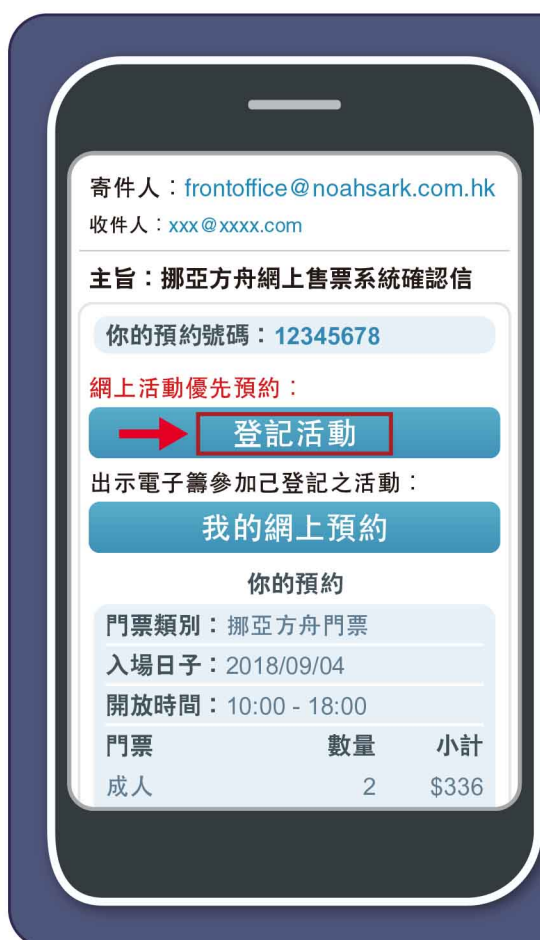 寄件人：frontoffice@noahsark.com.hk
收件人：xxx@xxxx.com
主旨：挪亞方舟網上售票系統確認信
你的預約號碼：12345678
網上活動優先預約：
登記活動
出示電子籌參加己登記之活動：
我的網上預約
你的預約
門票類別：挪亞方舟門票
入場日子：2018/09/04
開放時間：10:00 - 18:00
門票 數量 小計
成人 2 $336